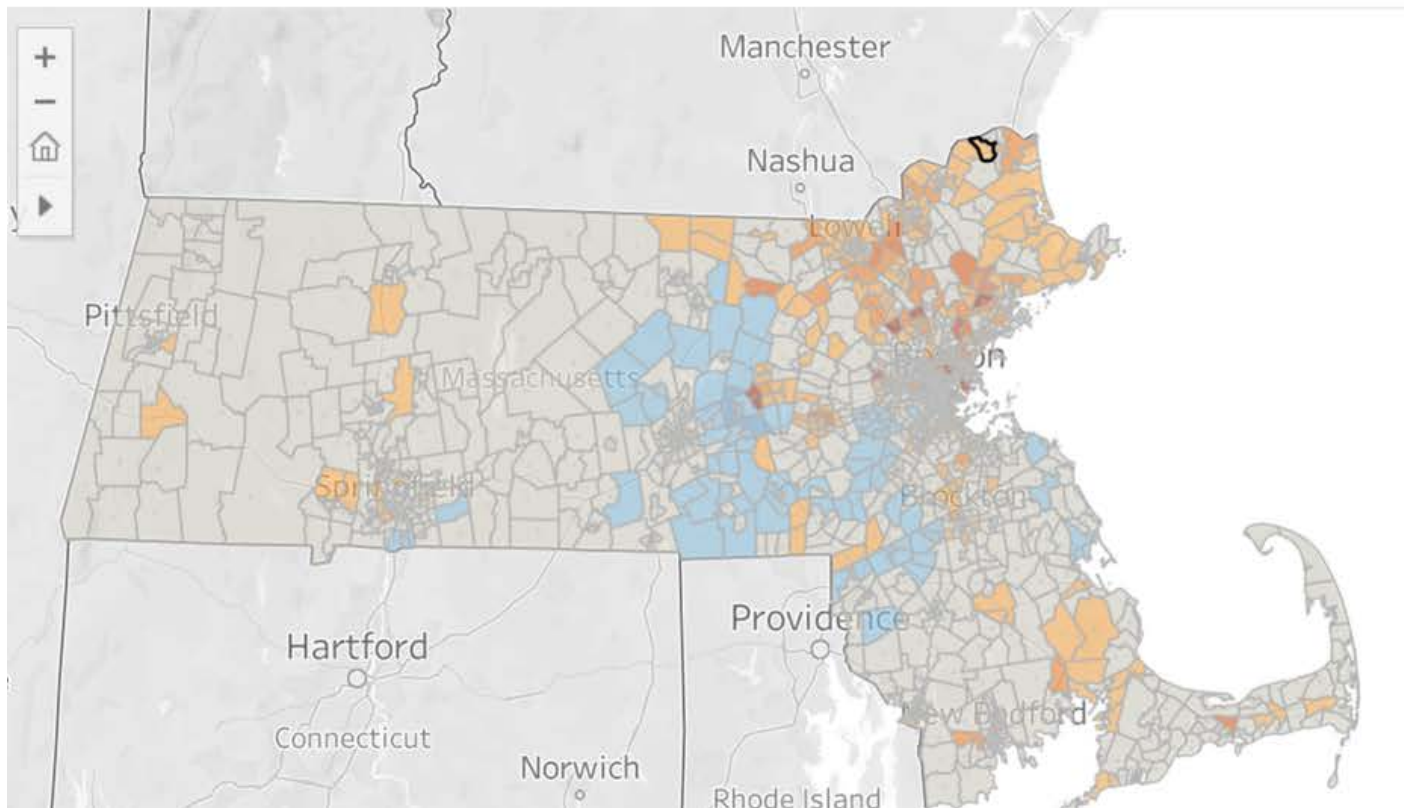 Manchester
Nashua
Lowell
Pittsfield
Massachusetts
Boston
Springfield
Brockton
Providence
Hartford
New Bedford
Connecticut
Norwich
Rhode Island